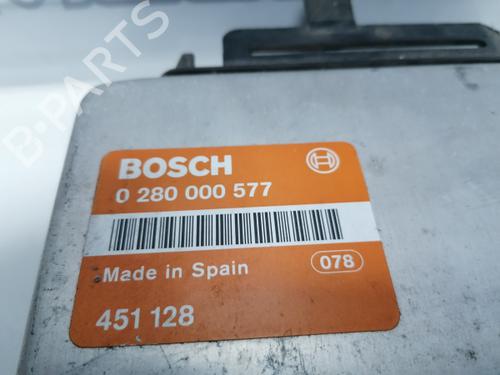 B-PARTS
BOSCH
0 280 000 577
Made in Spain
078
451 128